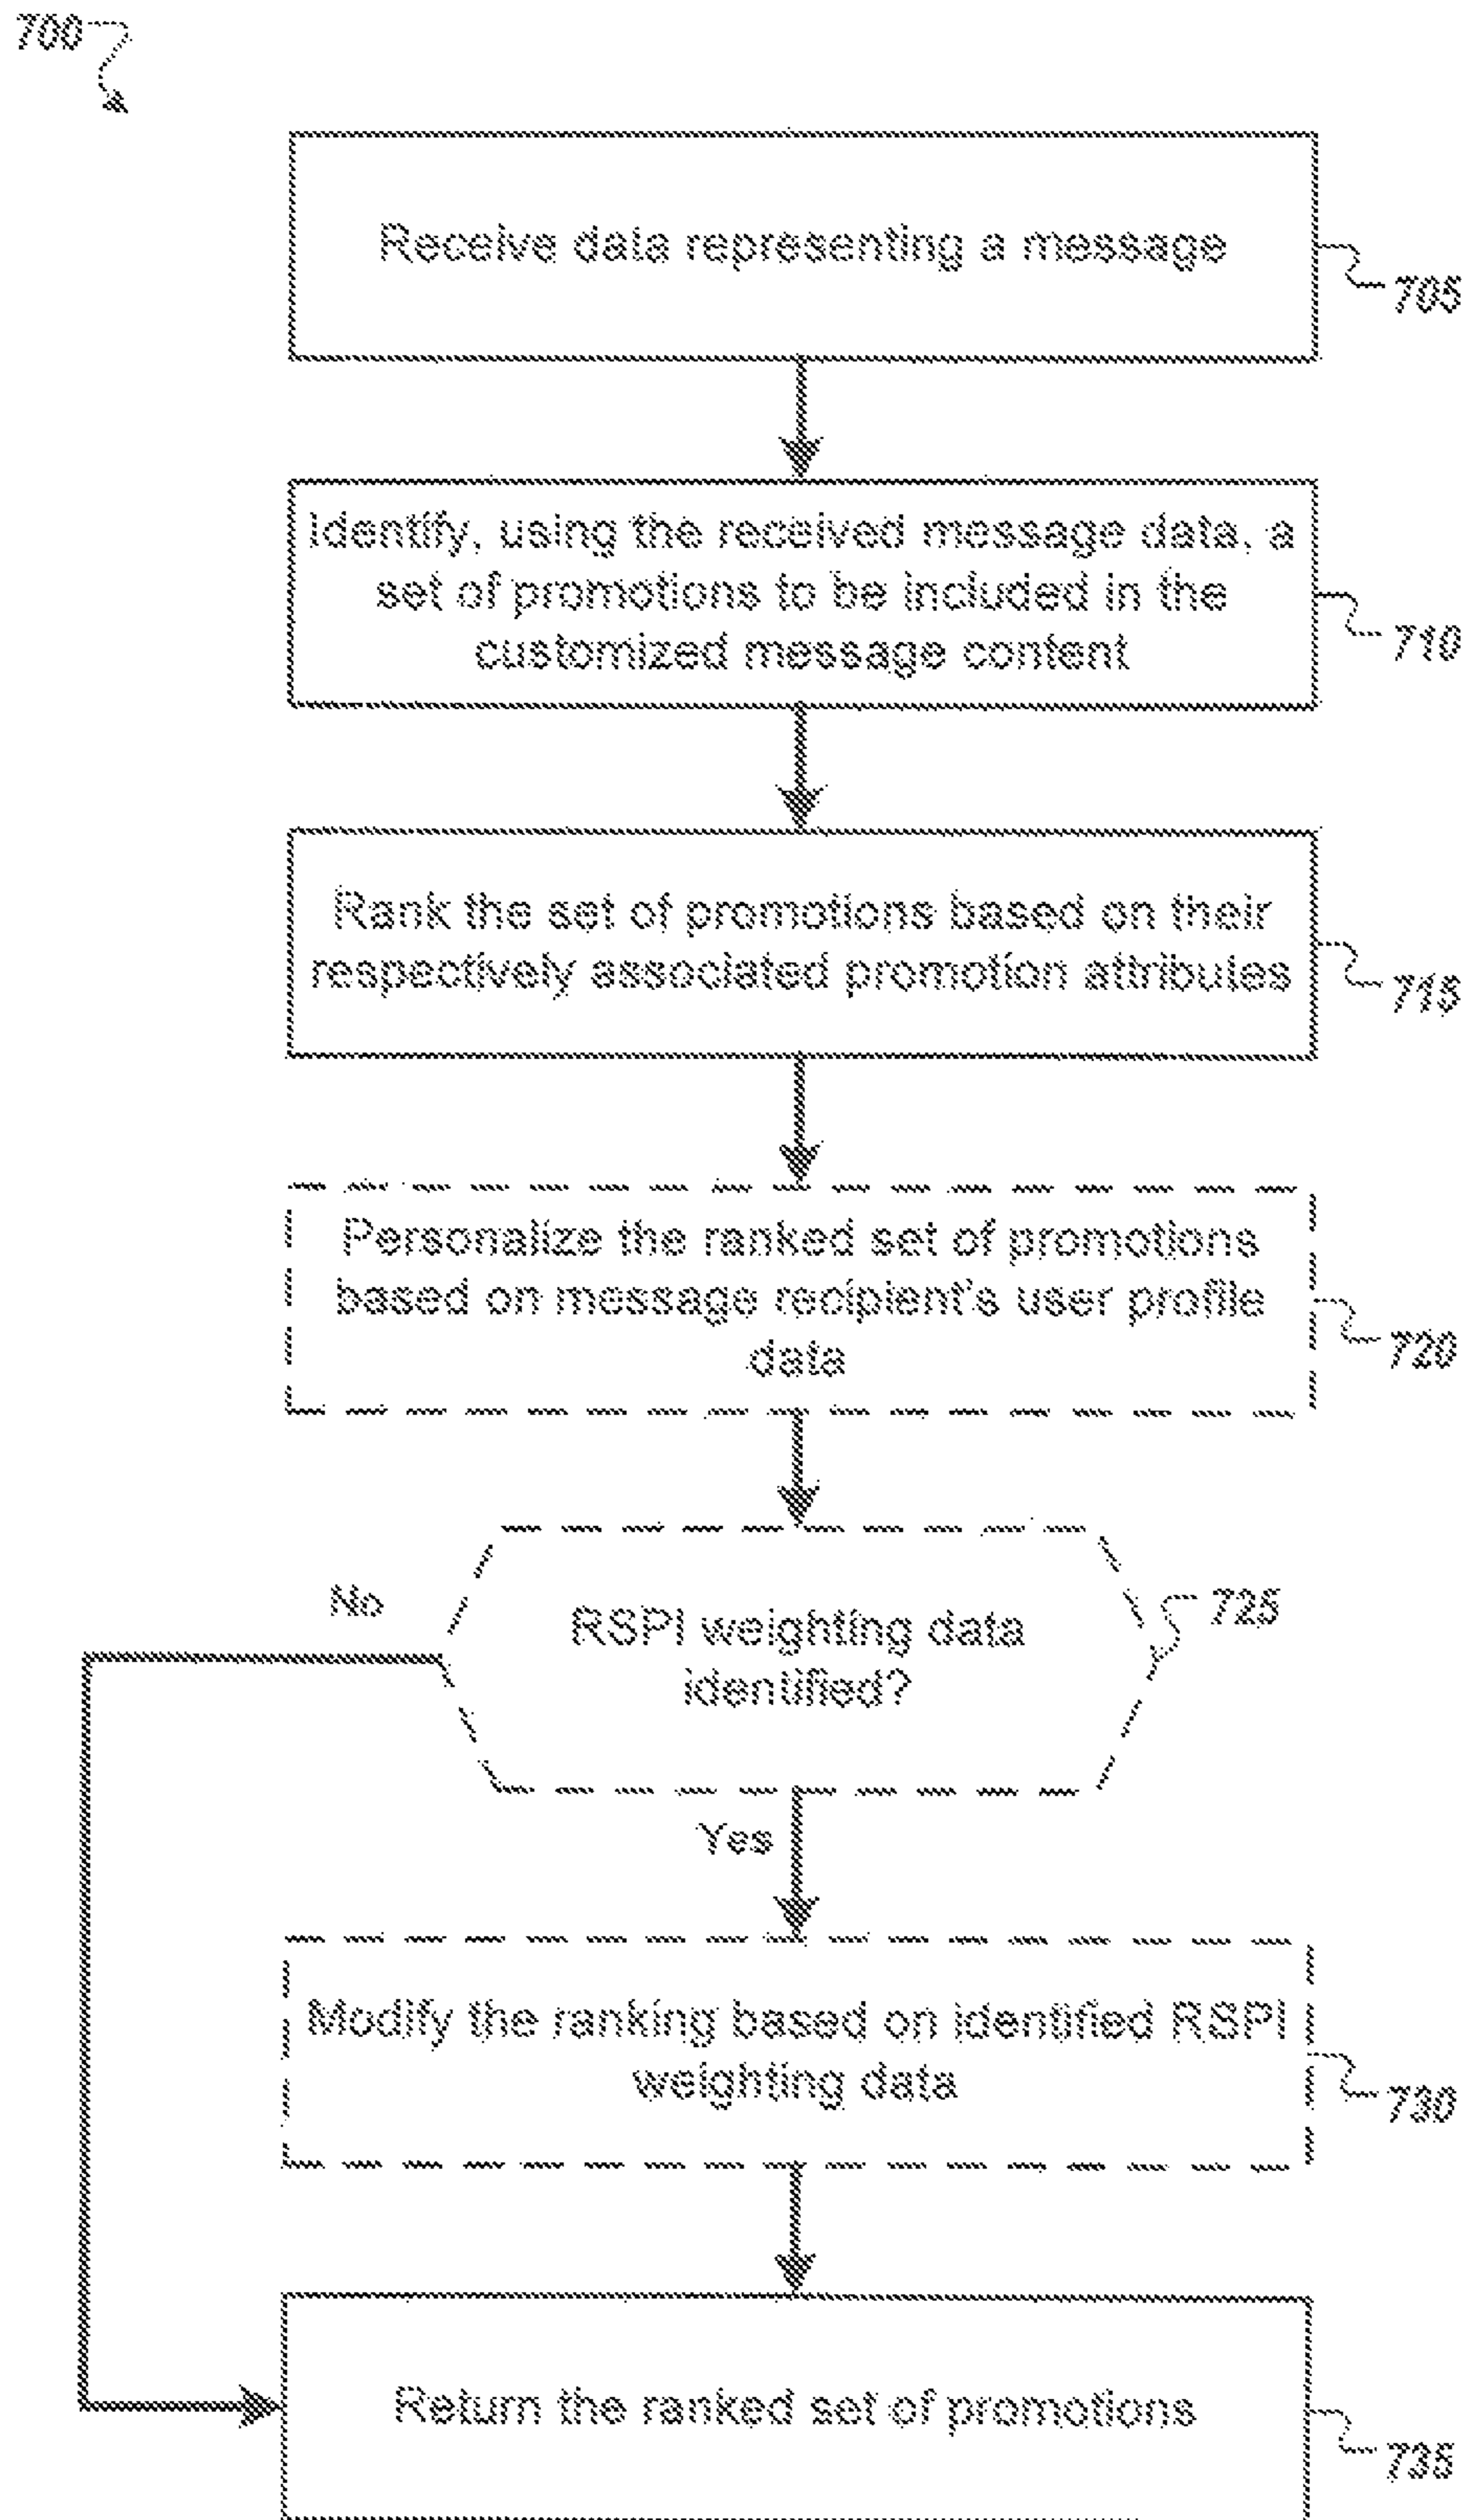 700
Receive data representing a message
705
Identify, using the received message data, a
set of promotions to be included in the
customized message content
710
Rank the set of promotions based on their
respectively associated promotion attributes
715
Personalize the ranked set of promotions
based on message recipient's user profile
data
720
No
RSPI weighting data
identified?
725
Yes
Modify the ranking based on identified RSPI
weighting data
730
Return the ranked set of promotions
735